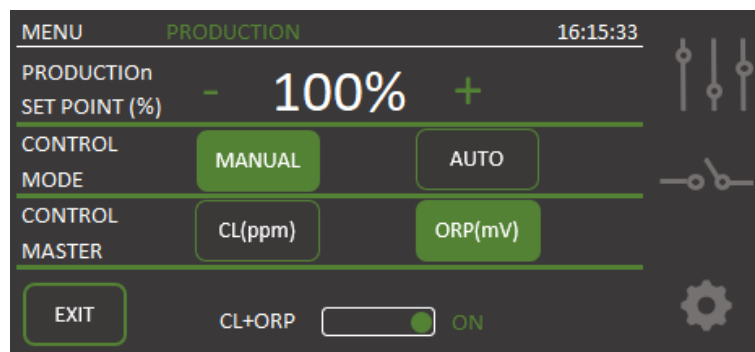 MENU PRODUCTION 16:15:33
PRODUCTIOn
SET POINT (%) - 100% +
CONTROL
MODE
MANUAL AUTO
CONTROL
MASTER
CL(ppm) ORP(mV)
EXIT CL+ORP ON